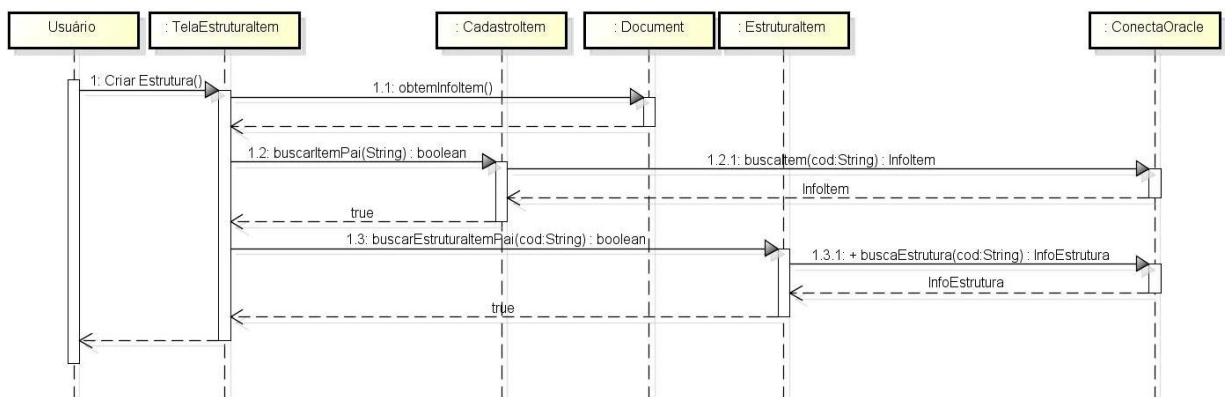 Usuário
: TelaEstruturaItem
: CadastroItem
: Document
: EstruturaItem
: ConectaOracle
1: Criar Estrutura()
1.1: obtemInfoItem()
1.2: buscarItemPai(String) : boolean
1.2.1: buscaItem(cod:String) : InfoItem
InfoItem
true
1.3: buscarEstruturaItemPai(cod:String) : boolean
1.3.1: + buscaEstrutura(cod:String) : InfoEstrutura
InfoEstrutura
true